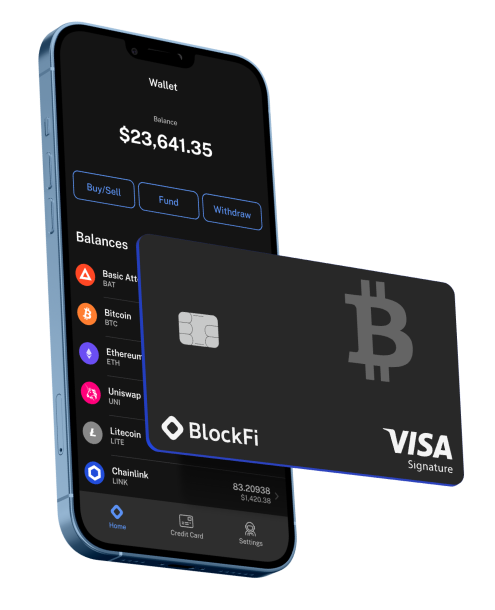 Wallet
Balance
$23,641.35
Buy/Sell
Fund
Withdraw
Balances
Basic Att
BAT
Bitcoin
BTC
Ethereum
ETH
Uniswap
UNI
Litecoin
LITE
Chainlink
LINK
83.20938
$1,420.38
BlockFi
VISA
Signature
Home
Credit Card
Settings